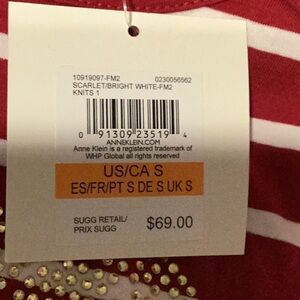 10919097-FM2 0230056562
SCARLET/BRIGHT WHITE-FM2
KNITS 1
0 91309 23519 4
ANNEKLEIN.COM
Anne Klein is a registered trademark of
WHP Global all rights reserved
US/CA S
ES/FR/PT S DE S UK S
SUGG RETAIL/
PRIX SUGG
$69.00